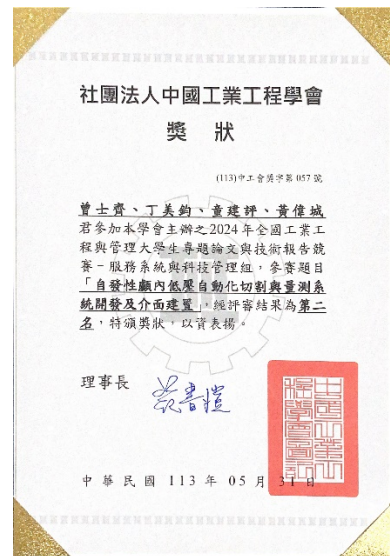 社團法人中國工業工程學會
獎狀
(113)中工會獎字第 057 號
曾士齊、丁美鈞、童建評、黃偉城
君參加本學會主辦之2024年全國工業工
程與管理大學生專題論文與技術報告競
賽-服務系統與科技管理組，參賽題目
「自發性顱內低壓自動化切割與量測系
統開發及介面建置」，經評審結果為第二
名，特頒獎狀，以資表揚。
理事長
范書愷
中華民國 113 年 05 月 31 日